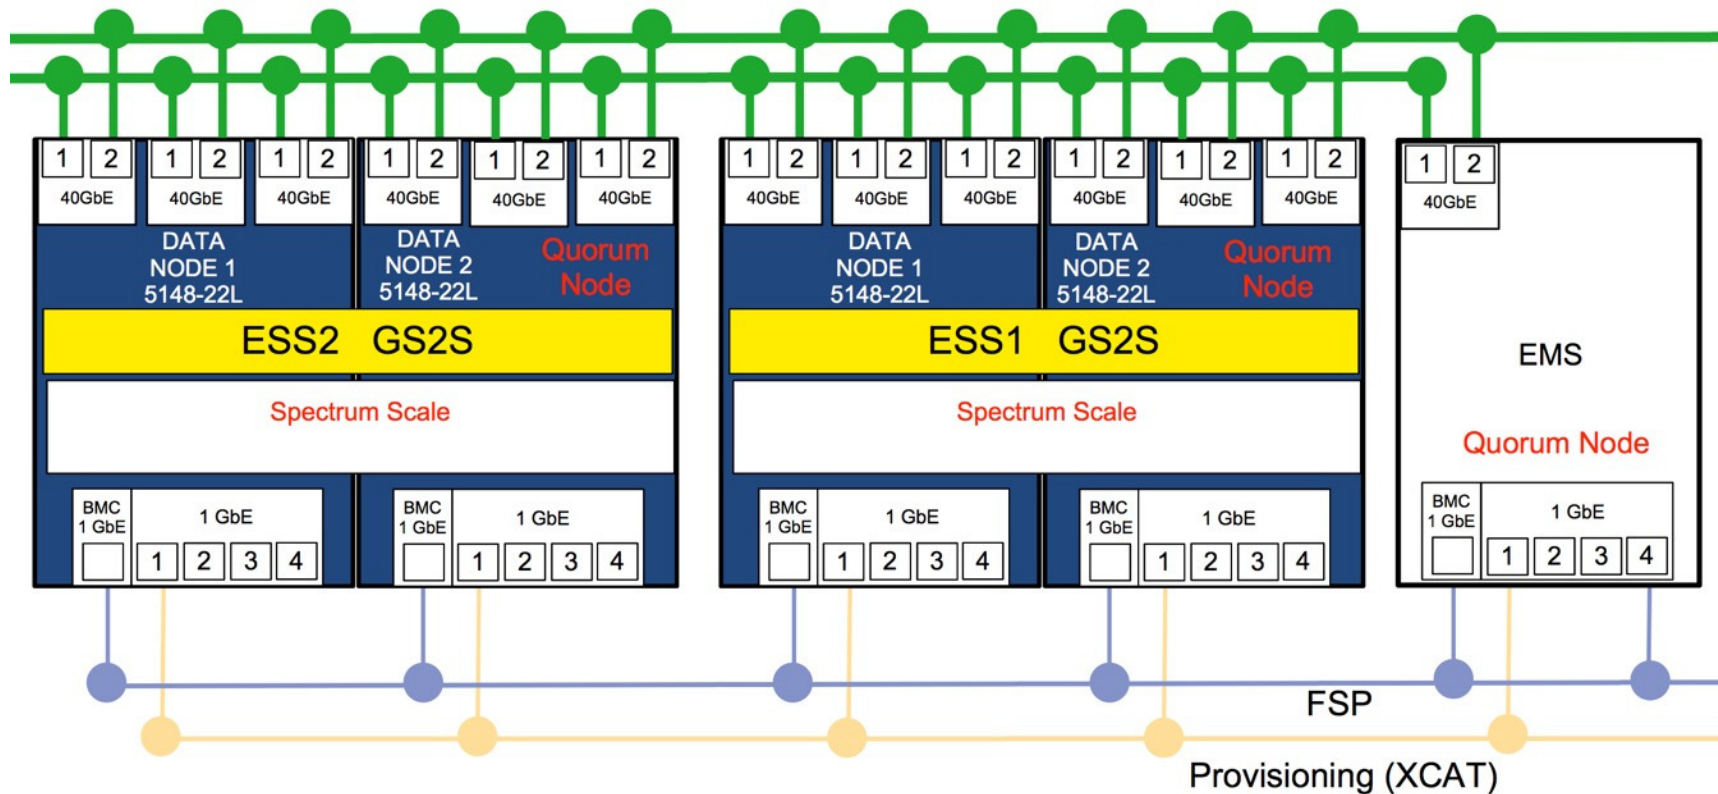 1 2 1 2 1 2 1 2 1 2 1 2 1 2 1 2 1 2 1 2 1 2 1 2 1 2
40GbE 40GbE 40GbE 40GbE 40GbE 40GbE 40GbE 40GbE 40GbE 40GbE 40GbE 40GbE 40GbE
DATA
NODE 1
5148-22L
DATA
NODE 2
5148-22L
Quorum
Node
DATA
NODE 1
5148-22L
DATA
NODE 2
5148-22L
Quorum
Node
ESS2 GS2S
ESS1 GS2S
EMS
Spectrum Scale
Spectrum Scale
Quorum Node
BMC
1 GbE
1 GbE
1 2 3 4
BMC
1 GbE
1 GbE
1 2 3 4
BMC
1 GbE
1 GbE
1 2 3 4
BMC
1 GbE
1 GbE
1 2 3 4
BMC
1 GbE
1 GbE
1 2 3 4
FSP
Provisioning (XCAT)